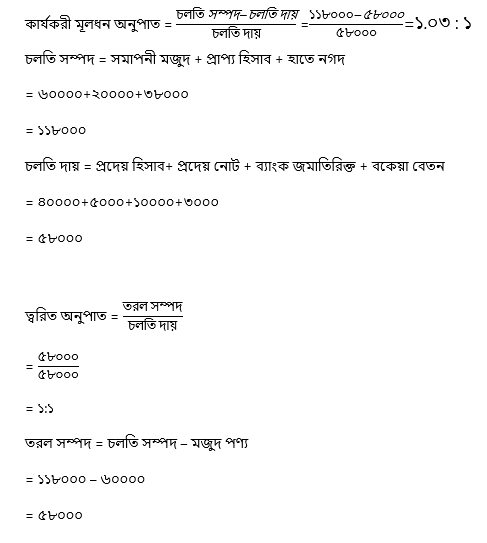 কার্যকরী মূলধন অনুপাত = চলতি সম্পদ–চলতি দায় / চলতি দায় = ১১৮০০০–৫৮০০০ / ৫৮০০০ =১.০৩ : ১
চলতি সম্পদ = সমাপনী মজুদ + প্রাপ্য হিসাব + হাতে নগদ
= ৬০০০০+২০০০০+৩৮০০০
= ১১৮০০০
চলতি দায় = প্রদেয় হিসাব+ প্রদেয় নোট + ব্যাংক জমাতিরিক্ত + বকেয়া বেতন
= ৪০০০০+৫০০০+১০০০০+৩০০০
= ৫৮০০০
ত্বরিত অনুপাত = তরল সম্পদ / চলতি দায়
= ৫৮০০০ / ৫৮০০০
= ১:১
তরল সম্পদ = চলতি সম্পদ – মজুদ পণ্য
= ১১৮০০০ – ৬০০০০
= ৫৮০০০